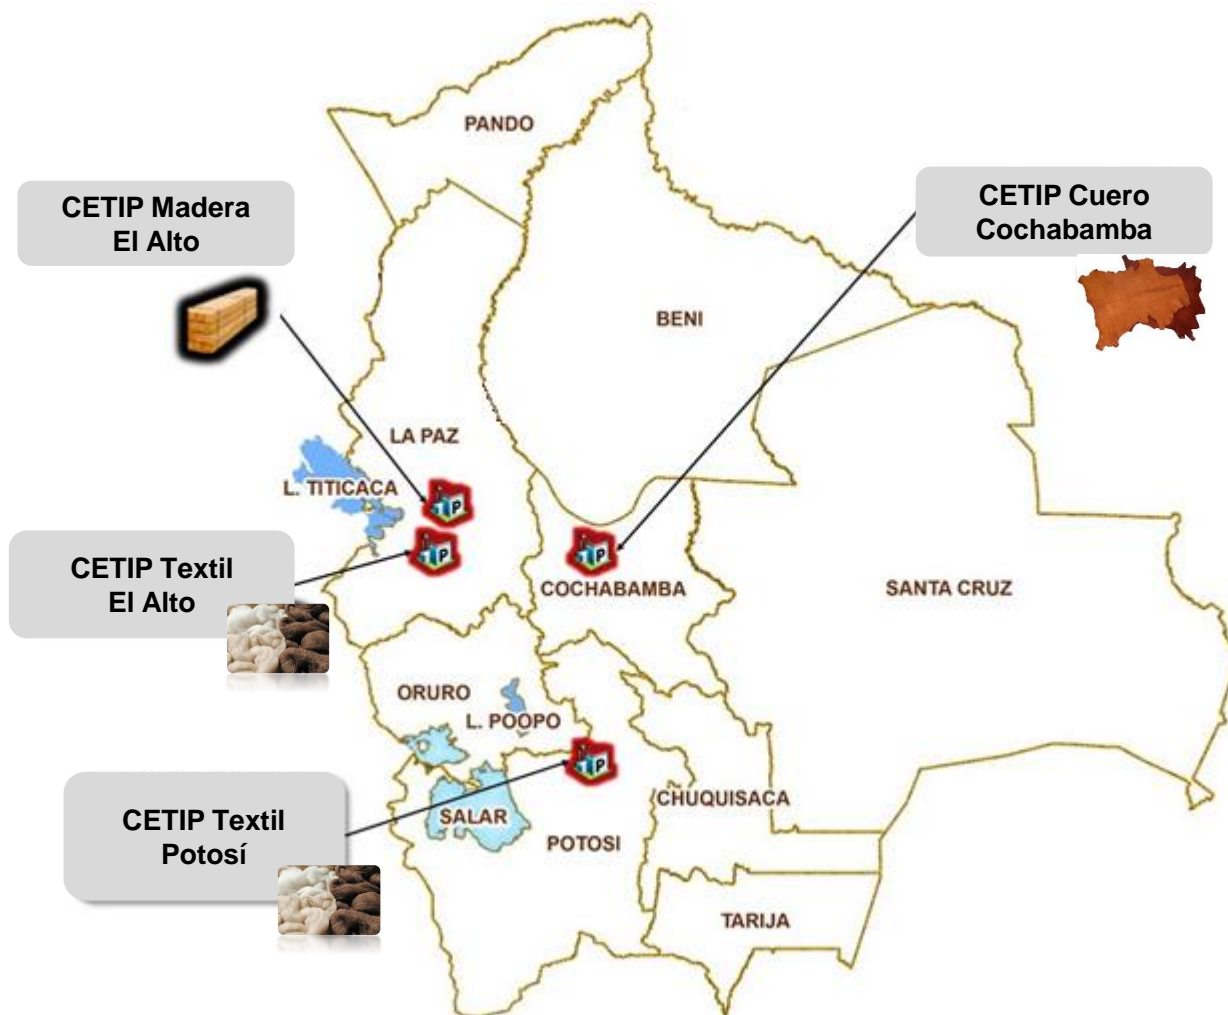 PANDO
CETIP Madera
El Alto
CETIP Cuero
Cochabamba
BENI
LA PAZ
L. TITICACA
P
P
P
CETIP Textil
El Alto
COCHABAMBA
SANTA CRUZ
ORURO
L. POOPO
P
CETIP Textil
Potosí
SALAR
CHUQUISACA
POTOSI
TARIJA